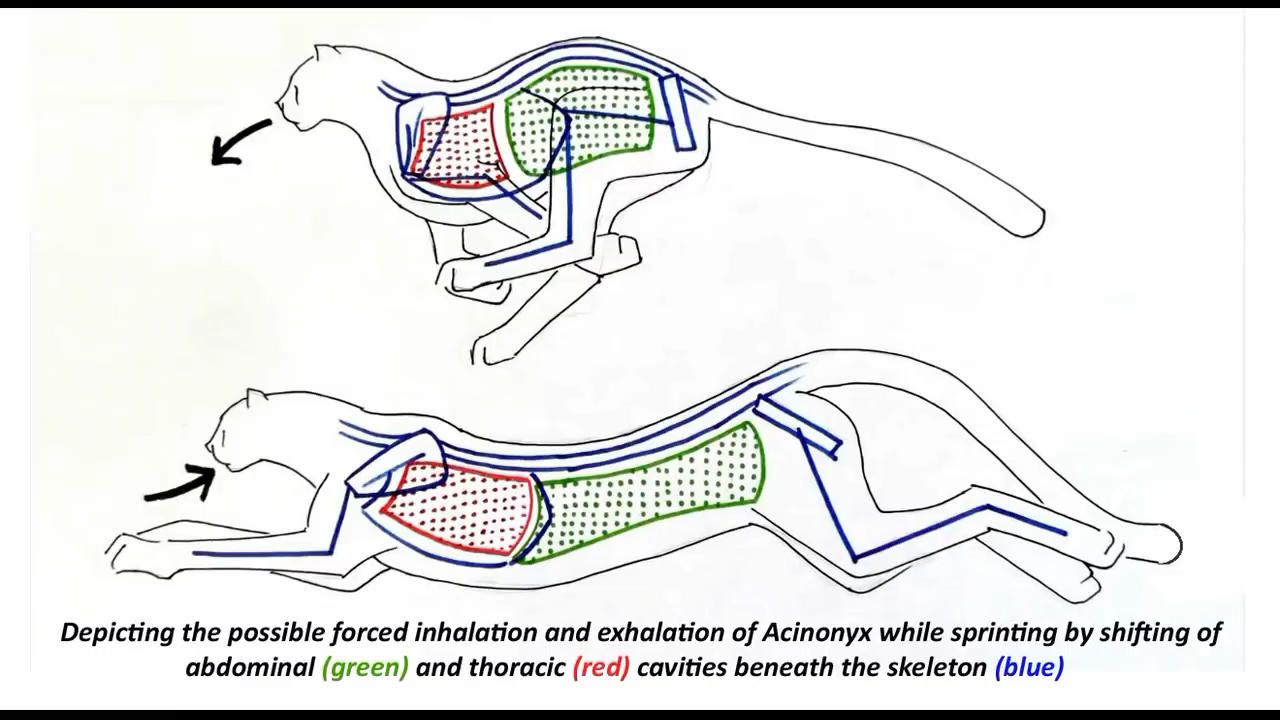 Depicting the possible forced inhalation and exhalation of Acinonyx while sprinting by shifting of
abdominal (green) and thoracic (red) cavities beneath the skeleton (blue)